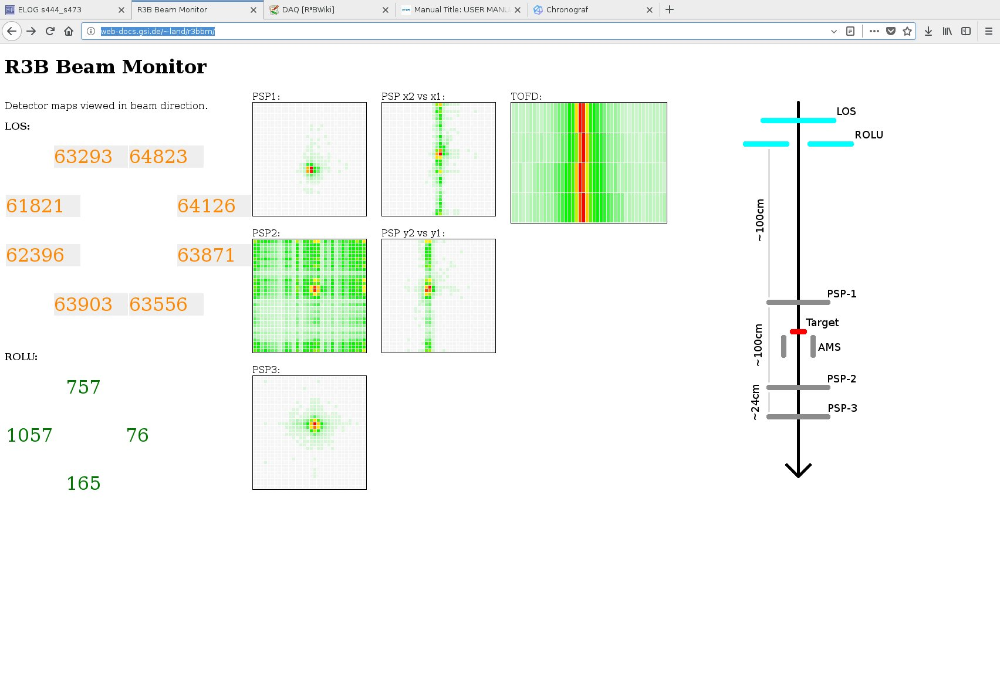 ELOG s444_s473
R3B Beam Monitor
DAQ [R³BWiki]
Manual Title: USER MANU
Chronograf
web-docs.gsi.de/~land/r3bbm/
R3B Beam Monitor
Detector maps viewed in beam direction.
LOS:
63293 64823
61821 64126
62396 63871
63903 63556
ROLU:
757
1057 76
165
PSP1:
PSP x2 vs x1:
TOFD:
PSP2:
PSP y2 vs y1:
PSP3:
LOS
ROLU
~100cm
PSP-1
Target
AMS
~100cm
PSP-2
~24cm
PSP-3